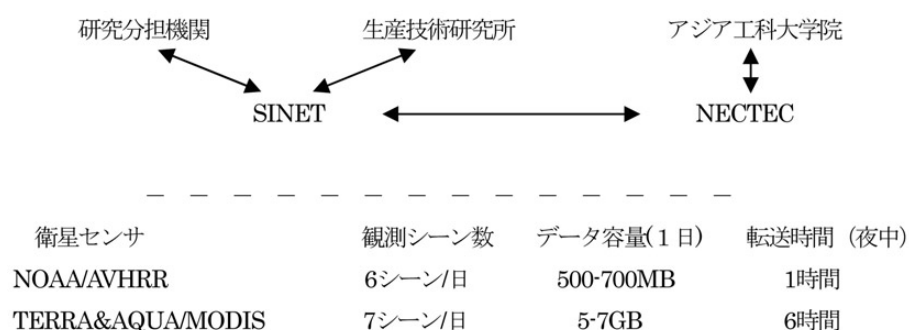 研究分担機関 生産技術研究所 アジア工科大学院
SINET NECTEC
衛星センサ 観測シーン数 データ容量(１日) 転送時間（夜中）
NOAA/AVHRR 6シーン/日 500-700MB 1時間
TERRA&AQUA/MODIS 7シーン/日 5-7GB 6時間